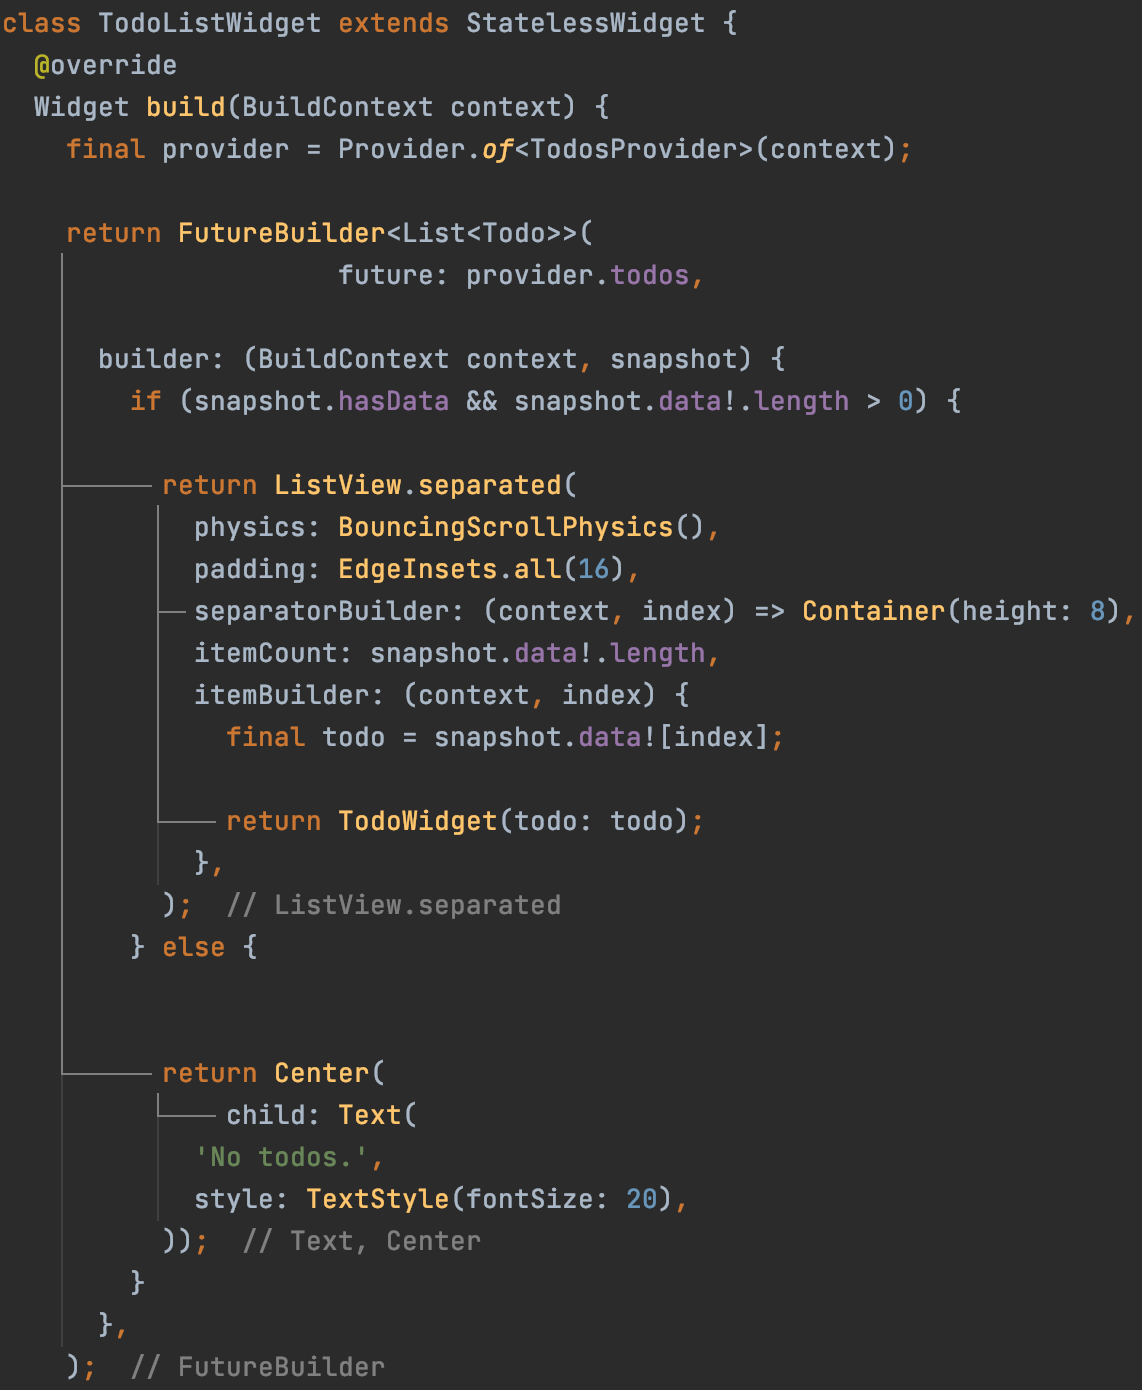 class TodoListWidget extends StatelessWidget {
  @override
  Widget build(BuildContext context) {
    final provider = Provider.of<TodosProvider>(context);

    return FutureBuilder<List<Todo>>(
                     future: provider.todos,

      builder: (BuildContext context, snapshot) {
        if (snapshot.hasData && snapshot.data!.length > 0) {

          return ListView.separated(
            physics: BouncingScrollPhysics(),
            padding: EdgeInsets.all(16),
            separatorBuilder: (context, index) => Container(height: 8),
            itemCount: snapshot.data!.length,
            itemBuilder: (context, index) {
              final todo = snapshot.data![index];

              return TodoWidget(todo: todo);
            },
          );  // ListView.separated
        } else {


          return Center(
              child: Text(
            'No todos.',
            style: TextStyle(fontSize: 20),
          ));  // Text, Center
        }
      },
    );  // FutureBuilder